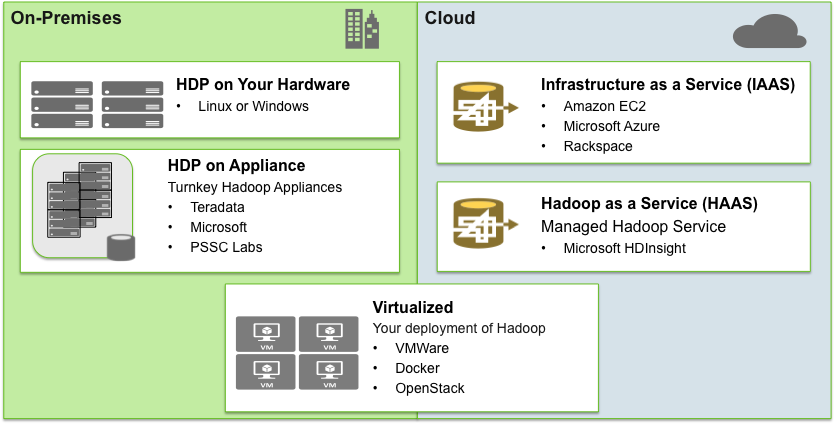 On-Premises
HDP on Your Hardware
• Linux or Windows
HDP on Appliance
Turnkey Hadoop Appliances
• Teradata
• Microsoft
• PSSC Labs
Cloud
Infrastructure as a Service (IAAS)
• Amazon EC2
• Microsoft Azure
• Rackspace
Hadoop as a Service (HAAS)
Managed Hadoop Service
• Microsoft HDInsight
Virtualized
Your deployment of Hadoop
• VMWare
• Docker
• OpenStack
VM VM
VM VM